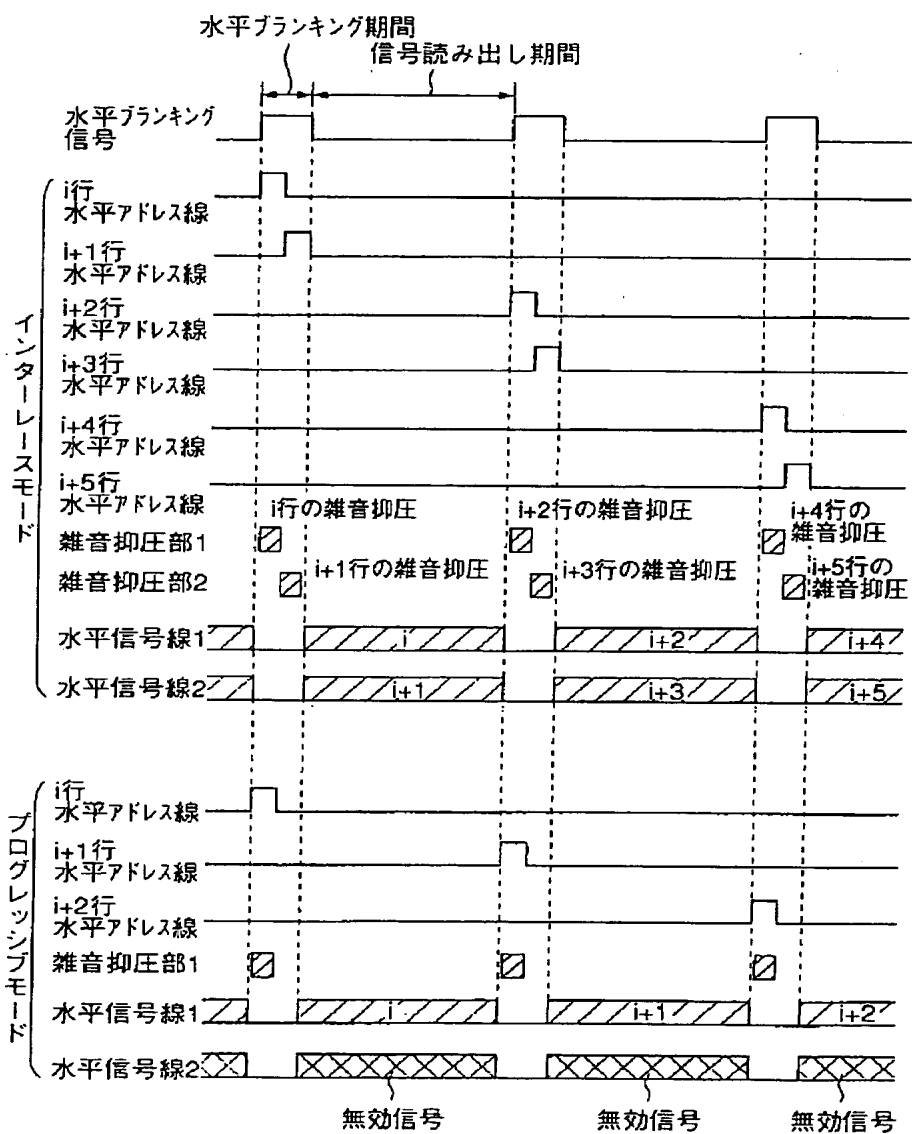 水平ブランキング期間
信号読み出し期間
水平ブランキング
信号
インターレースモード
i行
水平アドレス線
i+1行
水平アドレス線
i+2行
水平アドレス線
i+3行
水平アドレス線
i+4行
水平アドレス線
i+5行
水平アドレス線
i行の雑音抑圧
i+2行の雑音抑圧
i+4行の
雑音抑圧
雑音抑圧部1
雑音抑圧部2
i+1行の雑音抑圧
i+3行の雑音抑圧
i+5行の
雑音抑圧
水平信号線1
i
i+2
i+4
水平信号線2
i+1
i+3
i+5
プログレッシブモード
i行
水平アドレス線
i+1行
水平アドレス線
i+2行
水平アドレス線
雑音抑圧部1
水平信号線1
i
i+1
i+2
水平信号線2
無効信号
無効信号
無効信号